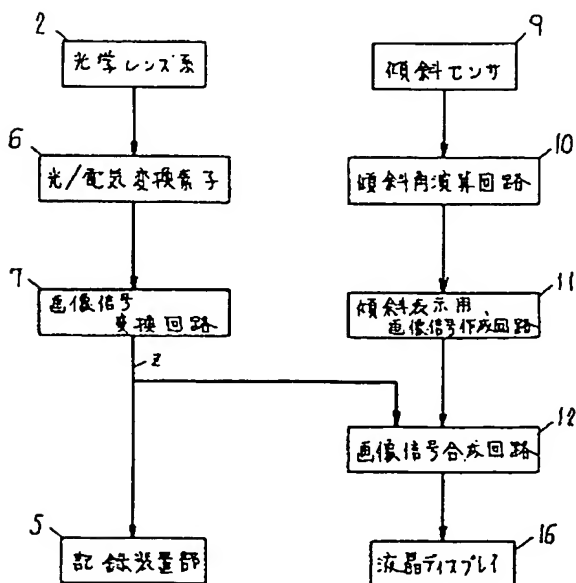 2
9
光学レンズ系
傾斜センサ
6
10
光/電気変換素子
傾斜角演算回路
7
11
画像信号
変換回路
傾斜表示用
画像信号作成回路
Z
12
画像信号合成回路
5
16
記録装置部
液晶ディスプレイ